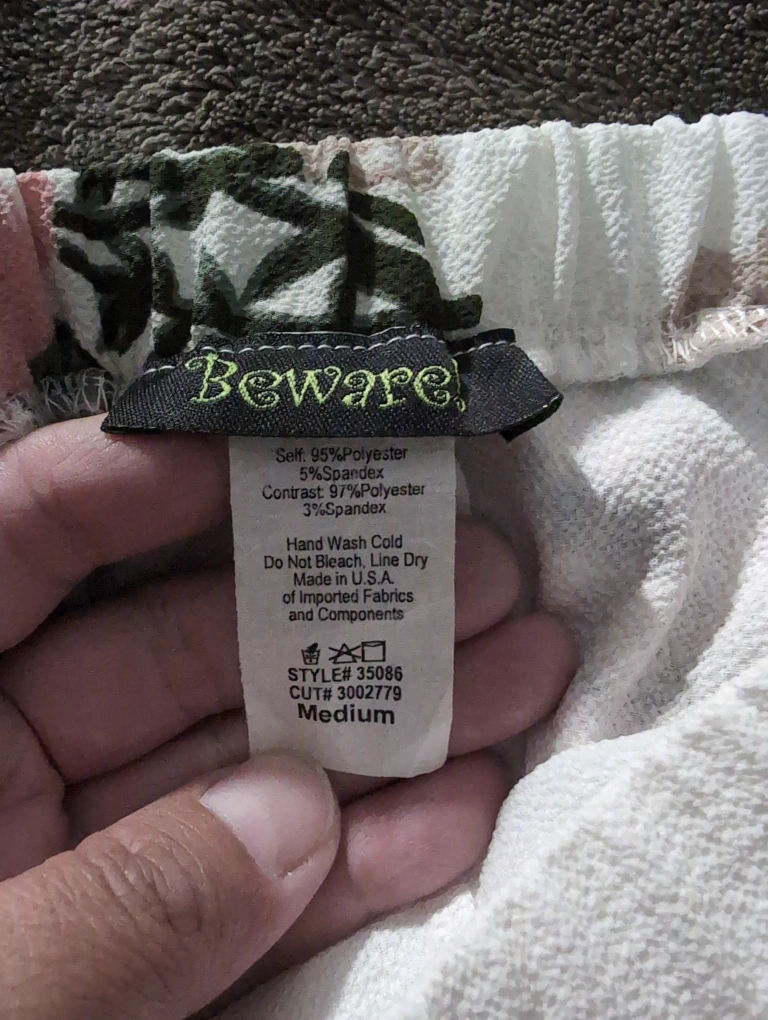 Beware!
Self: 95%Polyester
5%Spandex
Contrast: 97%Polyester
3%Spandex
Hand Wash Cold
Do Not Bleach, Line Dry
Made in U.S.A.
of Imported Fabrics
and Components
STYLE# 35086
CUT# 3002779
Medium